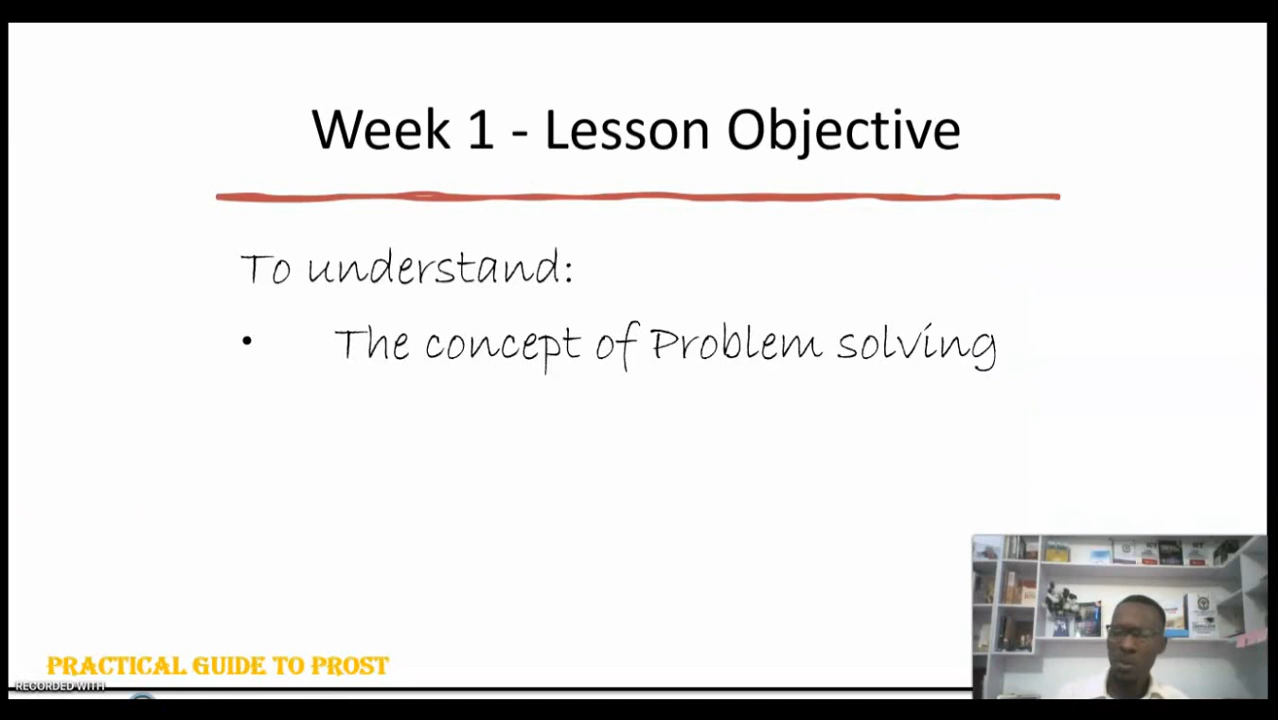 Week 1 - Lesson Objective
To understand:
• The concept of Problem solving
PRACTICAL GUIDE TO PROST
RECORDED WITH